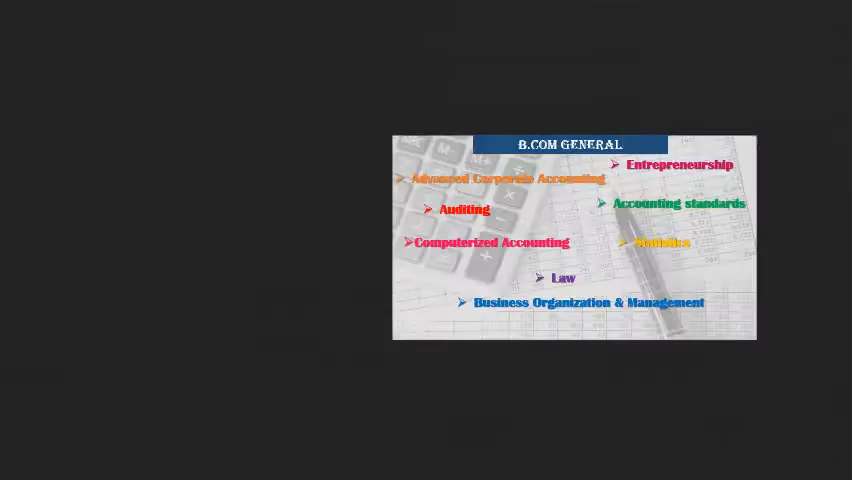 B.COM GENERAL
Entrepreneurship
Advanced Corporate Accounting
Accounting standards
Auditing
Computerized Accounting
Statistics
Law
Business Organization & Management